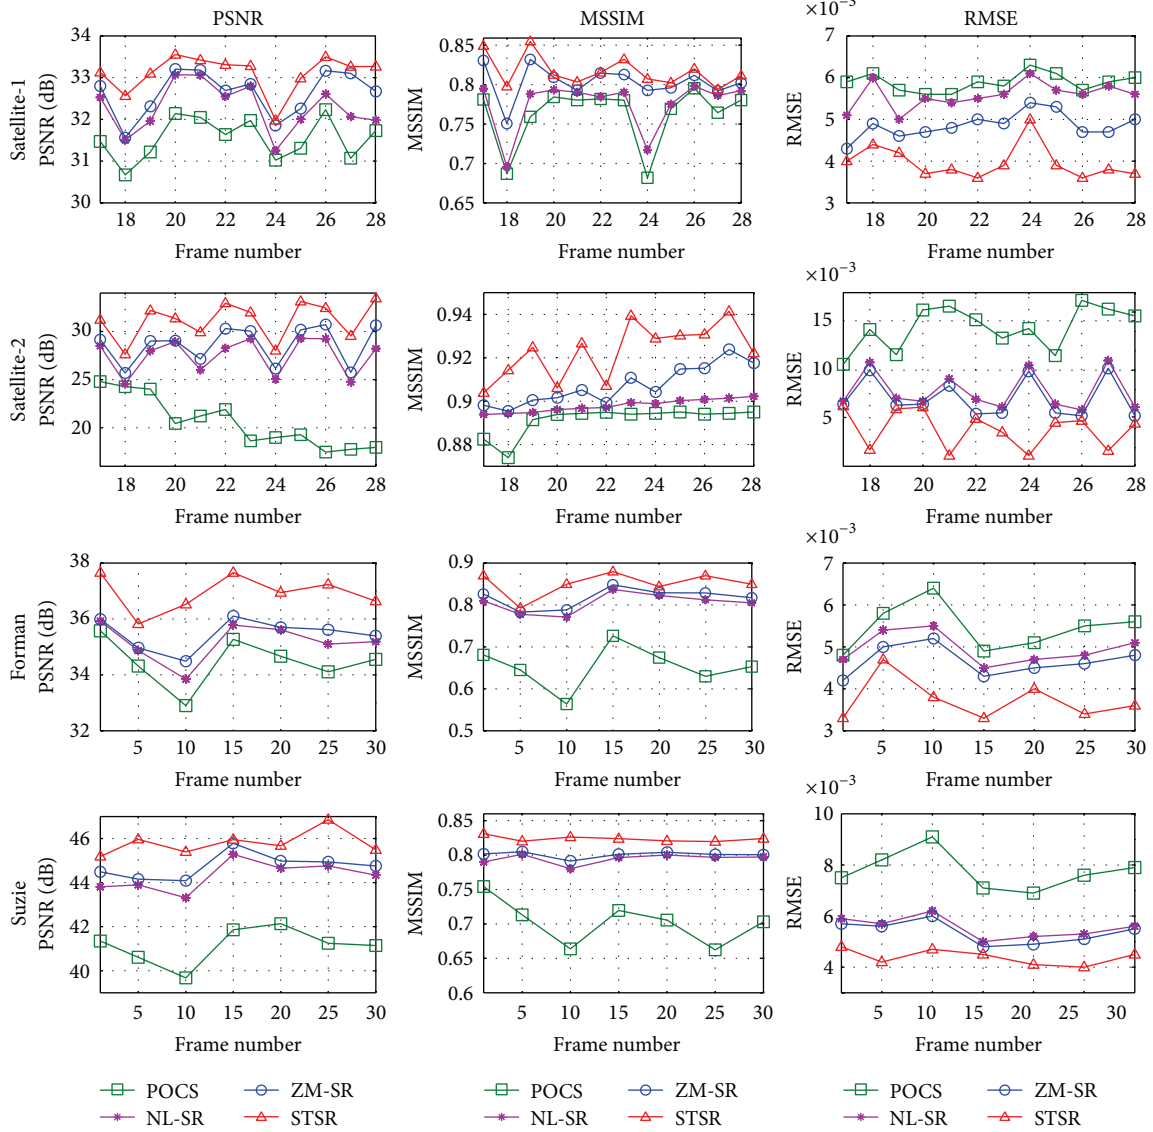 PSNR
MSSIM
RMSE
Satellite-1
PSNR (dB)
34
33
32
31
30
18 20 22 24 26 28
Frame number
MSSIM
0.85
0.8
0.75
0.7
0.65
18 20 22 24 26 28
Frame number
×10−3
RMSE
7
6
5
4
3
18 20 22 24 26 28
Frame number
Satellite-2
PSNR (dB)
30
25
20
18 20 22 24 26 28
Frame number
MSSIM
0.94
0.92
0.9
0.88
18 20 22 24 26 28
Frame number
×10−3
RMSE
15
10
5
18 20 22 24 26 28
Frame number
Forman
PSNR (dB)
38
36
34
32
5 10 15 20 25 30
Frame number
MSSIM
0.9
0.8
0.7
0.6
0.5
5 10 15 20 25 30
Frame number
×10−3
RMSE
7
6
5
4
3
5 10 15 20 25 30
Frame number
Suzie
PSNR (dB)
46
44
42
40
5 10 15 20 25 30
Frame number
MSSIM
0.85
0.8
0.75
0.7
0.65
0.6
5 10 15 20 25 30
Frame number
×10−3
RMSE
10
8
6
4
5 10 15 20 25 30
Frame number
POCS ZM-SR
NL-SR STSR
POCS ZM-SR
NL-SR STSR
POCS ZM-SR
NL-SR STSR